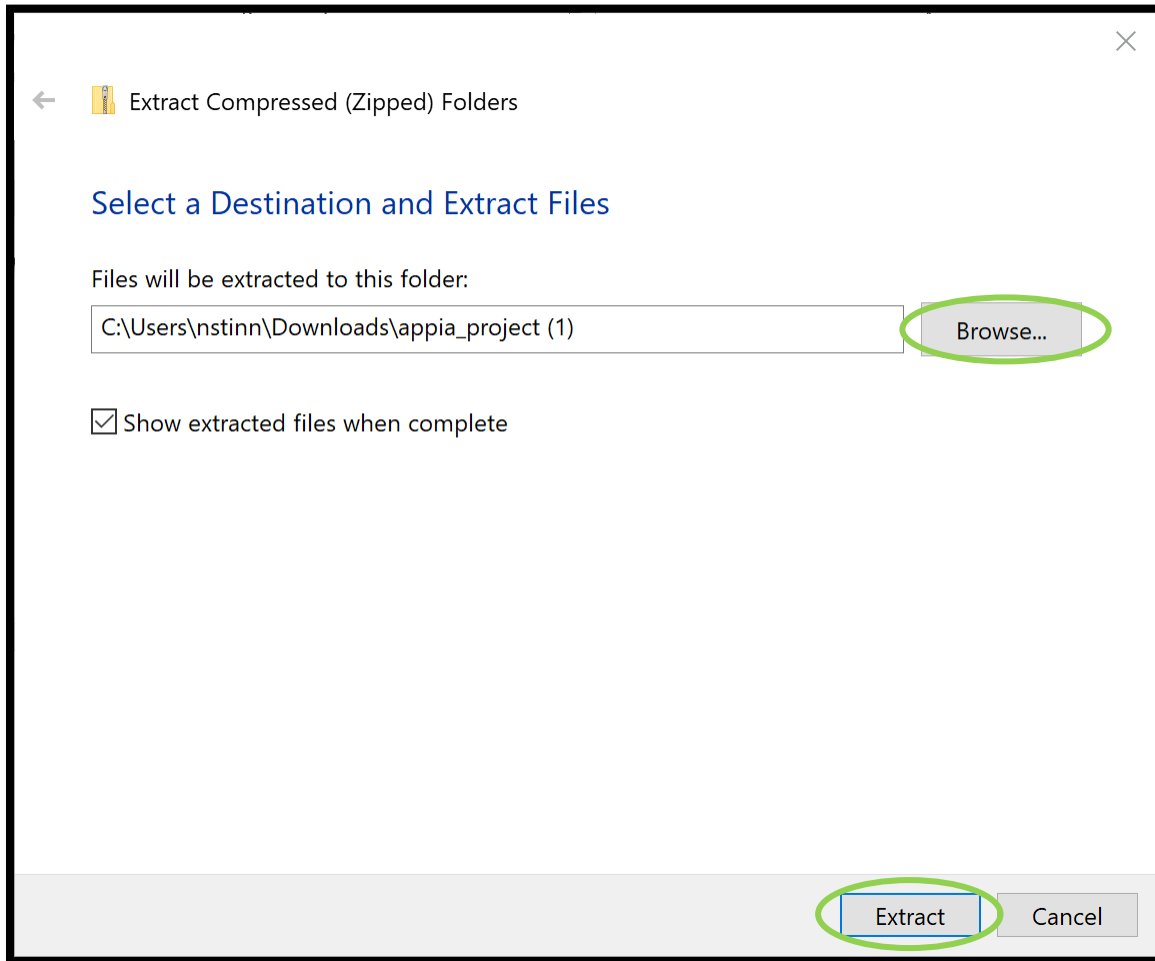 Extract Compressed (Zipped) Folders
Select a Destination and Extract Files
Files will be extracted to this folder:
C:\Users\nstinn\Downloads\appia_project (1)
Browse...
Show extracted files when complete
Extract
Cancel